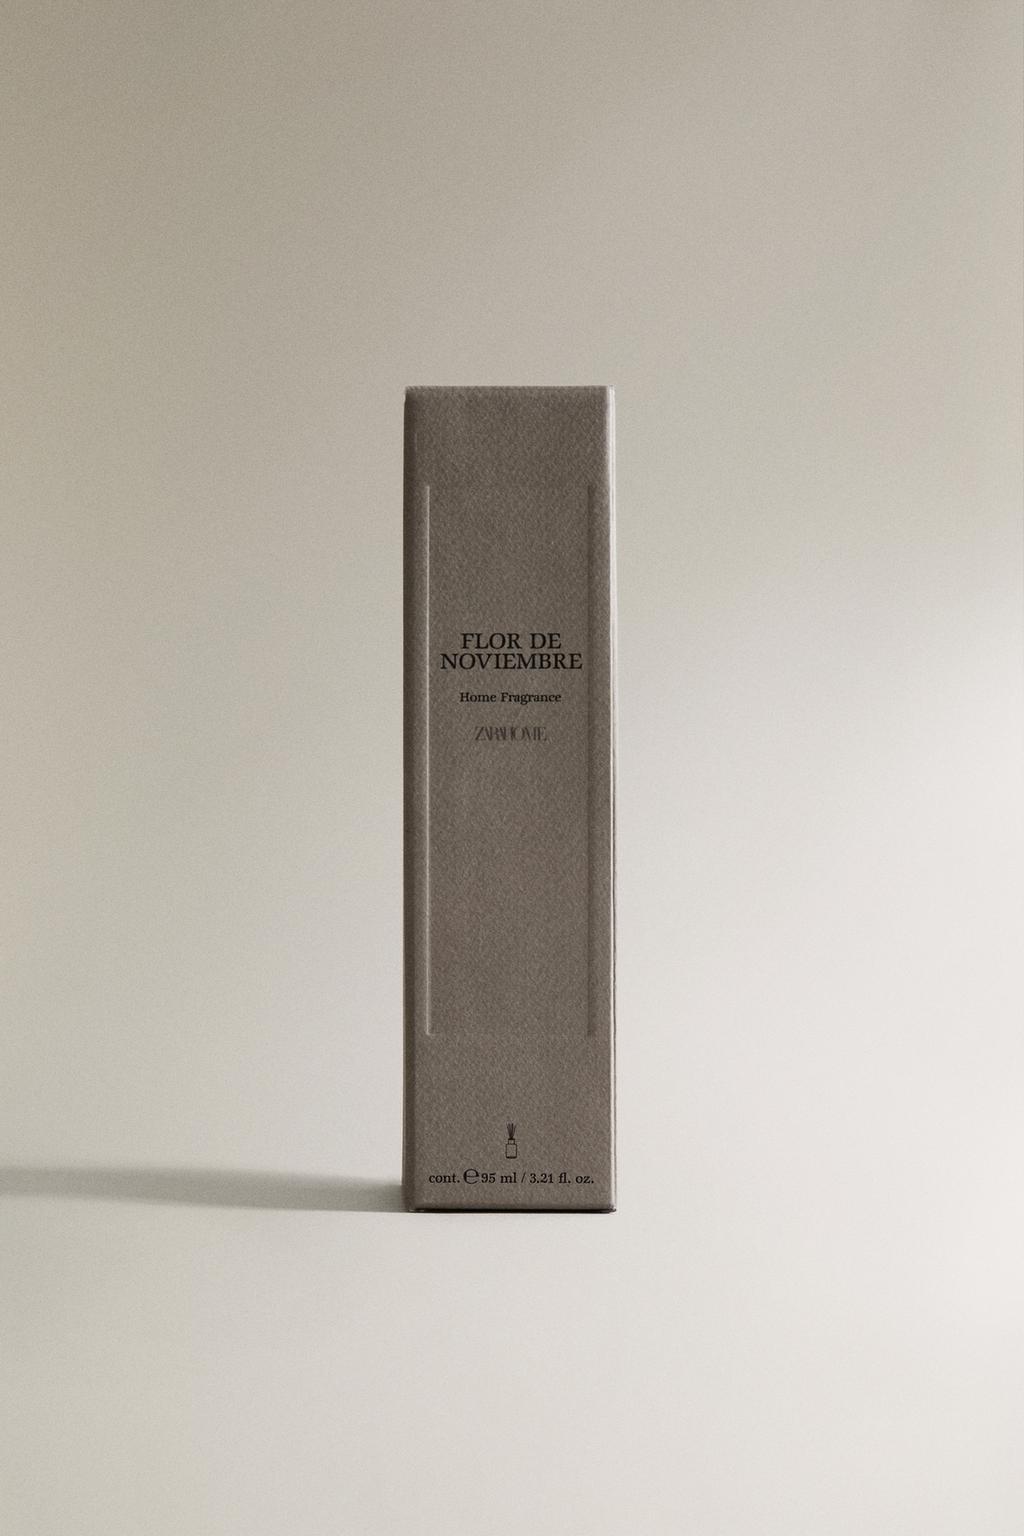 FLOR DE
NOVIEMBRE
Home Fragrance
ZARA HOME
cont. ℮ 95 ml / 3.21 fl. oz.